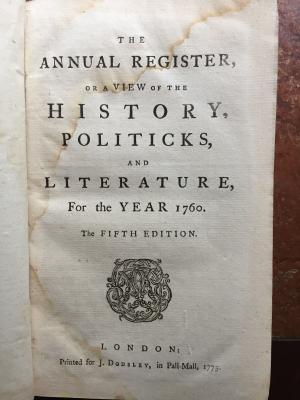 THE
ANNUAL REGISTER,
OR A VIEW OF THE
HISTORY,
POLITICKS,
AND
LITERATURE,
For the YEAR 1760.
The FIFTH EDITION.
LONDON:
Printed for J. DODSLEY, in Pall-Mall, 1775.